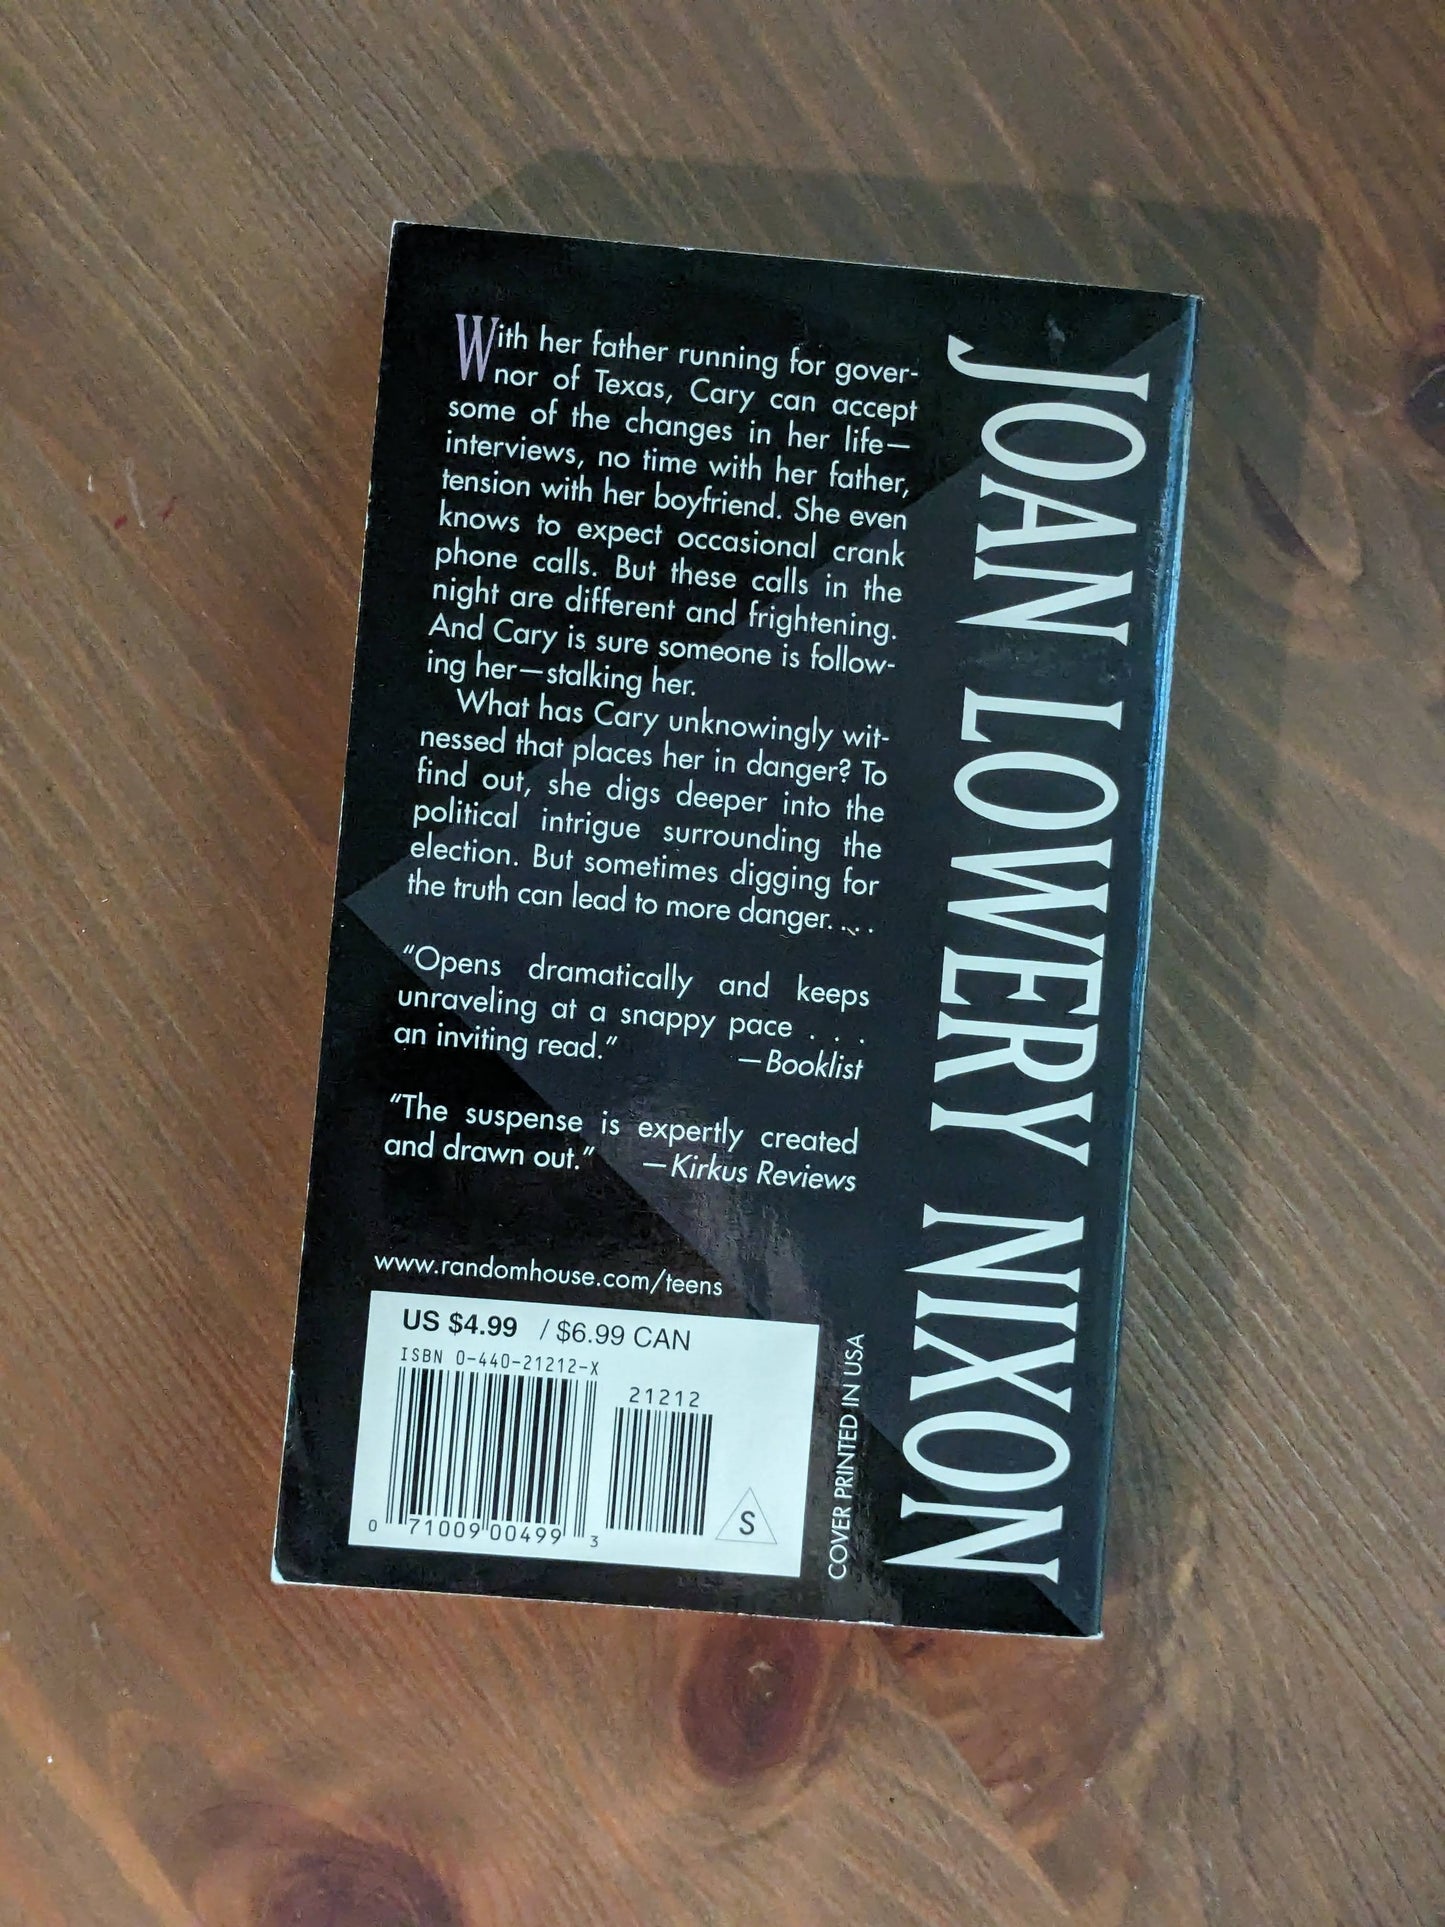 With her father running for gover-
nor of Texas, Cary can accept
some of the changes in her life—
interviews, no time with her father,
tension with her boyfriend. She even
knows to expect occasional crank
phone calls. But these calls in the
night are different and frightening.
And Cary is sure someone is follow-
ing her—stalking her.
What has Cary unknowingly wit-
nessed that places her in danger? To
find out, she digs deeper into the
political intrigue surrounding the
election. But sometimes digging for
the truth can lead to more danger. . . .
“Opens dramatically and keeps
unraveling at a snappy pace . . .
an inviting read.” —Booklist
“The suspense is expertly created
and drawn out.” —Kirkus Reviews
www.randomhouse.com/teens
US $4.99 / $6.99 CAN
ISBN 0-440-21212-X
21212
0 71009 00499 3
S
COVER PRINTED IN USA
JOAN LOWERY NIXON